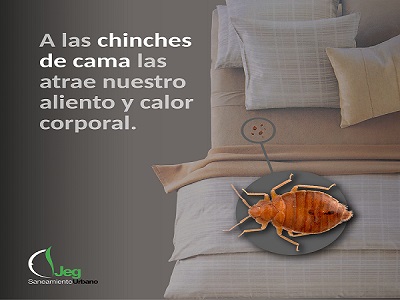 A las chinches
de cama las
atrae nuestro
aliento y calor
corporal.
Jeg
Saneamiento Urbano